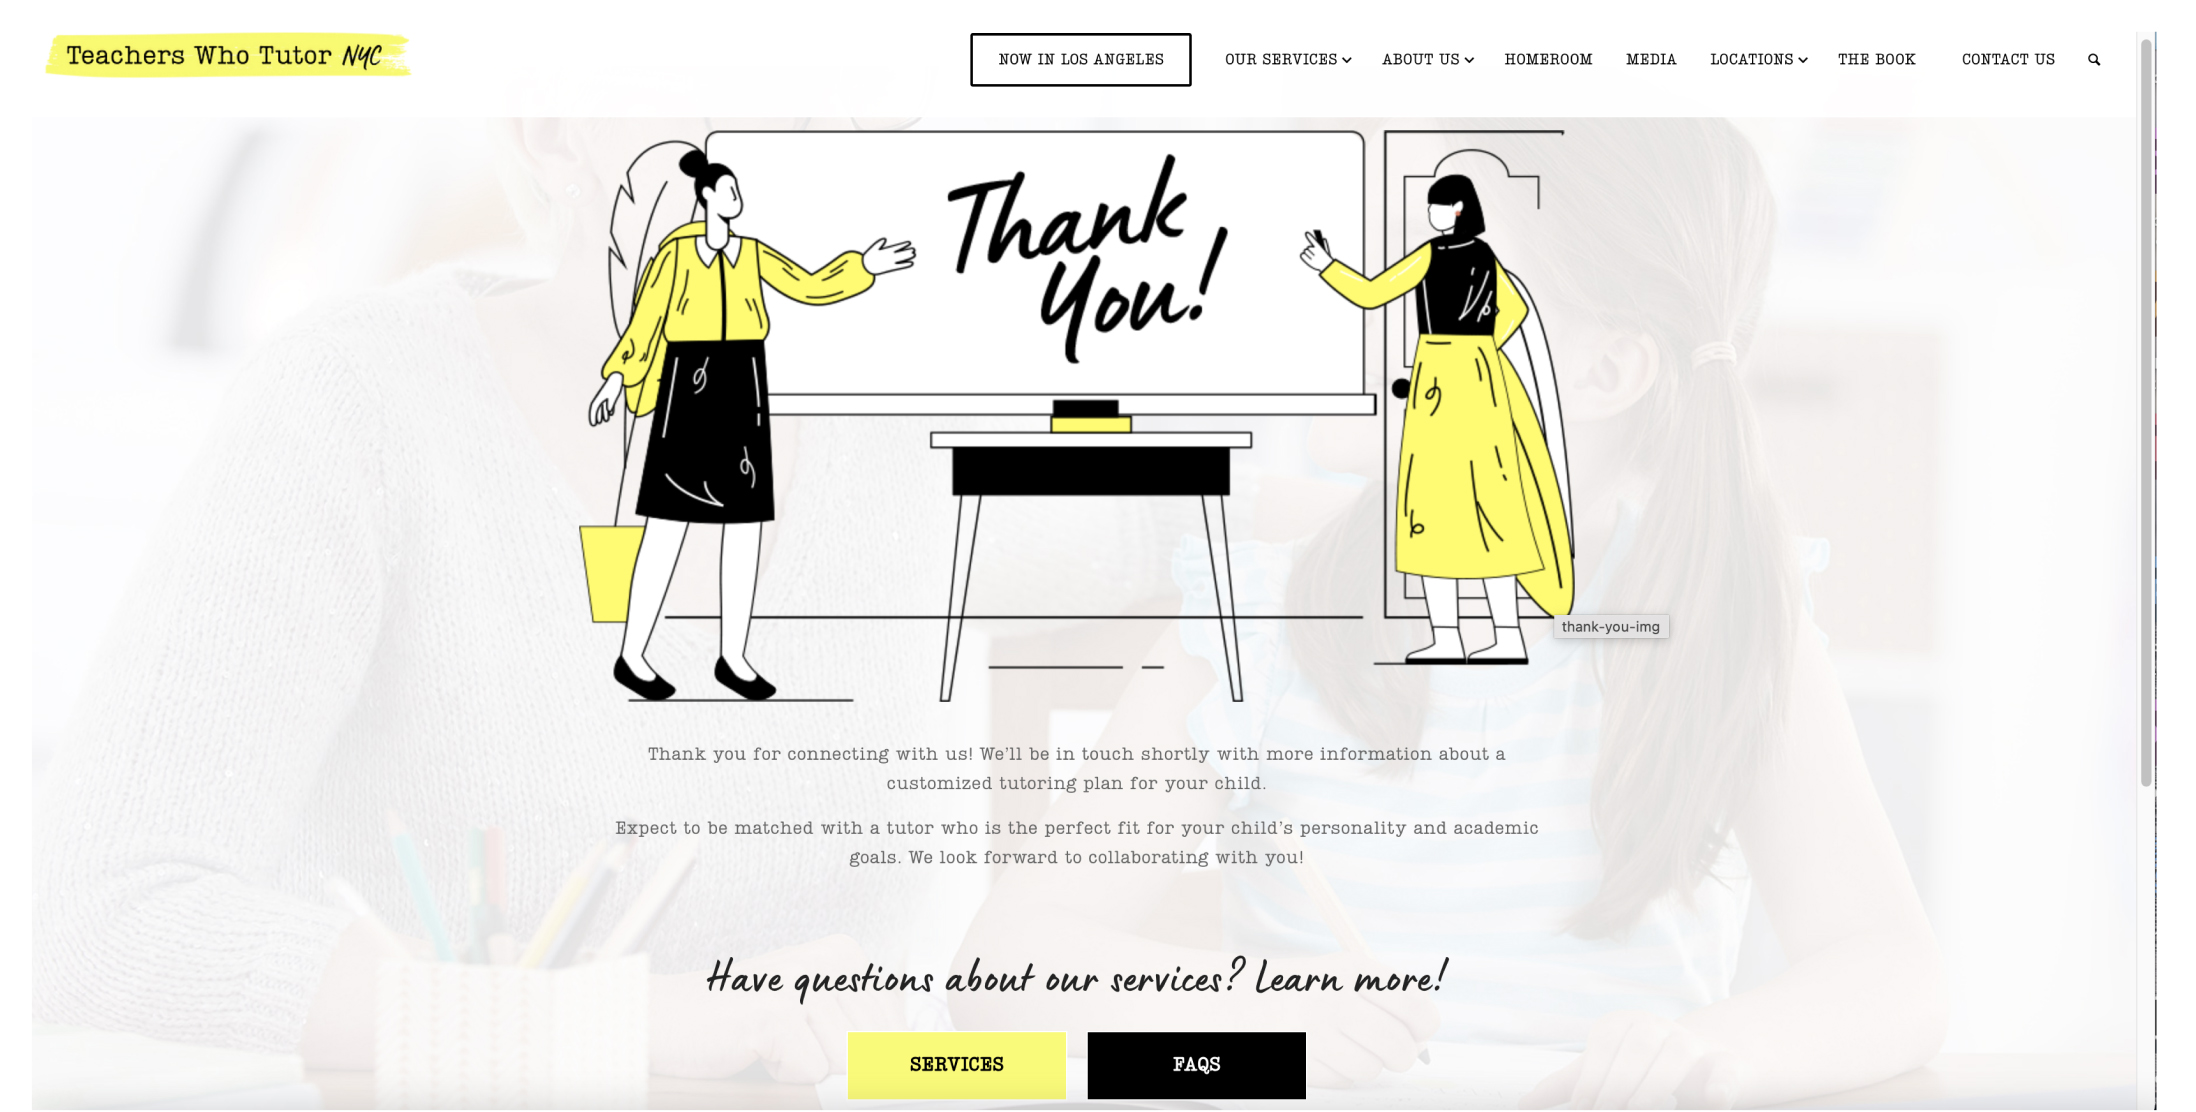 Teachers Who Tutor NYC
NOW IN LOS ANGELES
OUR SERVICES
ABOUT US
HOMEROOM
MEDIA
LOCATIONS
THE BOOK
CONTACT US
Thank
You!
thank-you-img
Thank you for connecting with us! We’ll be in touch shortly with more information about a
customized tutoring plan for your child.
Expect to be matched with a tutor who is the perfect fit for your child’s personality and academic
goals. We look forward to collaborating with you!
Have questions about our services? Learn more!
SERVICES
FAQS